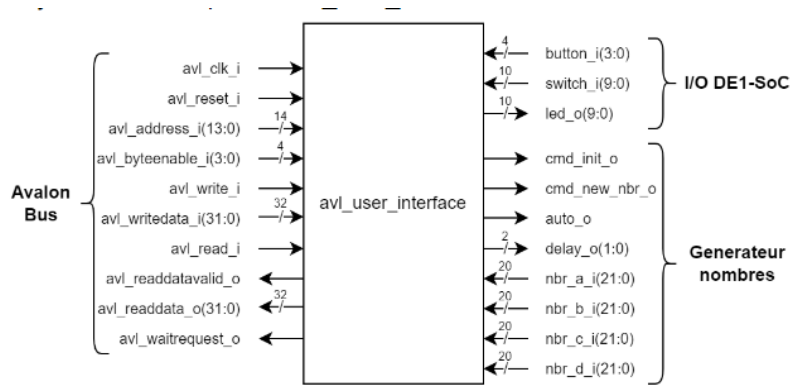 Avalon
Bus
avl_clk_i
avl_reset_i
14
avl_address_i(13:0)
4
avl_byteenable_i(3:0)
avl_write_i
32
avl_writedata_i(31:0)
avl_read_i
avl_readdatavalid_o
32
avl_readdata_o(31:0)
avl_waitrequest_o
avl_user_interface
4
button_i(3:0)
10
switch_i(9:0)
10
led_o(9:0)
I/O DE1-SoC
cmd_init_o
cmd_new_nbr_o
auto_o
2
delay_o(1:0)
20
nbr_a_i(21:0)
20
nbr_b_i(21:0)
20
nbr_c_i(21:0)
20
nbr_d_i(21:0)
Generateur
nombres